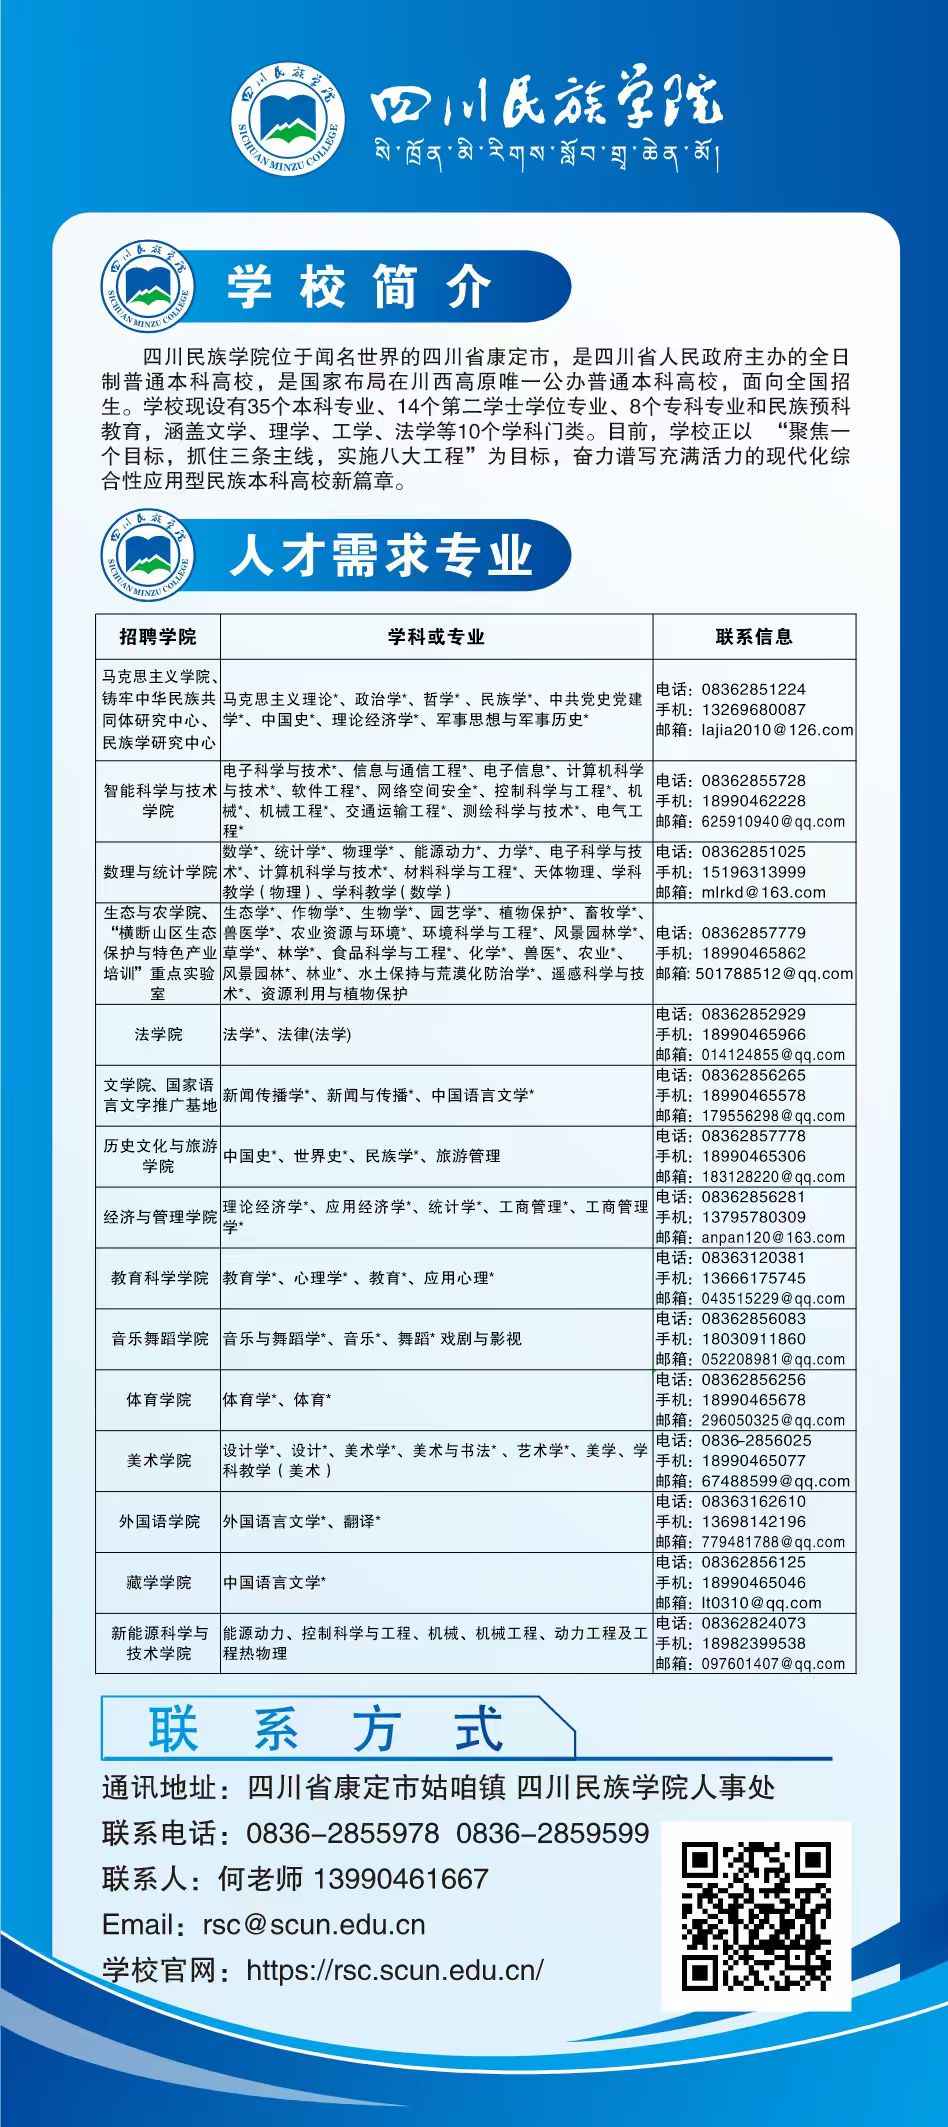 四川民族学院
SICHUAN MINZU COLLEGE
四川民族学院
སི་ཁྲོན་མི་རིགས་སློབ་གྲྭ་ཆེན་མོ།
四川民族学院
SICHUAN MINZU COLLEGE
学校简介
四川民族学院位于闻名世界的四川省康定市，是四川省人民政府主办的全日
制普通本科高校，是国家布局在川西高原唯一公办普通本科高校，面向全国招
生。学校现设有35个本科专业、14个第二学士学位专业、8个专科专业和民族预科
教育，涵盖文学、理学、工学、法学等10个学科门类。目前，学校正以 “聚焦一
个目标，抓住三条主线，实施八大工程”为目标，奋力谱写充满活力的现代化综
合性应用型民族本科高校新篇章。
四川民族学院
SICHUAN MINZU COLLEGE
人才需求专业
招聘学院
学科或专业
联系信息
马克思主义学院、
铸牢中华民族共
同体研究中心、
民族学研究中心
马克思主义理论*、政治学*、哲学*、民族学*、中共党史党建
学*、中国史*、理论经济学*、军事思想与军事历史*
电话：08362851224
手机：13269680087
邮箱：lajia2010@126.com
智能科学与技术
学院
电子科学与技术*、信息与通信工程*、电子信息*、计算机科学
与技术*、软件工程*、网络空间安全*、控制科学与工程*、机
械*、机械工程*、交通运输工程*、测绘科学与技术*、电气工
程*
电话：08362855728
手机：18990462228
邮箱：625910940@qq.com
数理与统计学院
数学*、统计学*、物理学*、能源动力*、力学*、电子科学与技
术*、计算机科学与技术*、材料科学与工程*、天体物理、学科
教学（物理）、学科教学（数学）
电话：08362851025
手机：15196313999
邮箱：mlrkd@163.com
生态与农学院、
“横断山区生态
保护与特色产业
培训”重点实验
室
生态学*、作物学*、生物学*、园艺学*、植物保护*、畜牧学*、
兽医学*、农业资源与环境*、环境科学与工程*、风景园林学*、
草学*、林学*、食品科学与工程*、化学*、兽医*、农业*、
风景园林*、林业*、水土保持与荒漠化防治学*、遥感科学与技
术*、资源利用与植物保护
电话：08362857779
手机：18990465862
邮箱: 501788512@qq.com
法学院
法学*、法律(法学)
电话：08362852929
手机：18990465966
邮箱：014124855@qq.com
文学院、国家语
言文字推广基地
新闻传播学*、新闻与传播*、中国语言文学*
电话：08362856265
手机：18990465578
邮箱：179556298@qq.com
历史文化与旅游
学院
中国史*、世界史*、民族学*、旅游管理
电话：08362857778
手机：18990465306
邮箱：183128220@qq.com
经济与管理学院
理论经济学*、应用经济学*、统计学*、工商管理*、工商管理
学*
电话：08362856281
手机：13795780309
邮箱：anpan120@163.com
教育科学学院
教育学*、心理学*、教育*、应用心理*
电话：08363120381
手机：13666175745
邮箱：043515229@qq.com
音乐舞蹈学院
音乐与舞蹈学*、音乐*、舞蹈* 戏剧与影视
电话：08362856083
手机：18030911860
邮箱：052208981@qq.com
体育学院
体育学*、体育*
电话：08362856256
手机：18990465678
邮箱：296050325@qq.com
美术学院
设计学*、设计*、美术学*、美术与书法*、艺术学*、美学、学
科教学（美术）
电话：0836-2856025
手机：18990465077
邮箱：67488599@qq.com
外国语学院
外国语言文学*、翻译*
电话：08363162610
手机：13698142196
邮箱：779481788@qq.com
藏学学院
中国语言文学*
电话：08362856125
手机：18990465046
邮箱：lt0310@qq.com
新能源科学与
技术学院
能源动力、控制科学与工程、机械、机械工程、动力工程及工
程热物理
电话：08362824073
手机：18982399538
邮箱：097601407@qq.com
联系方式
通讯地址：四川省康定市姑咱镇 四川民族学院人事处
联系电话：0836-2855978 0836-2859599
联系人：何老师 13990461667
Email：rsc@scun.edu.cn
学校官网：https://rsc.scun.edu.cn/